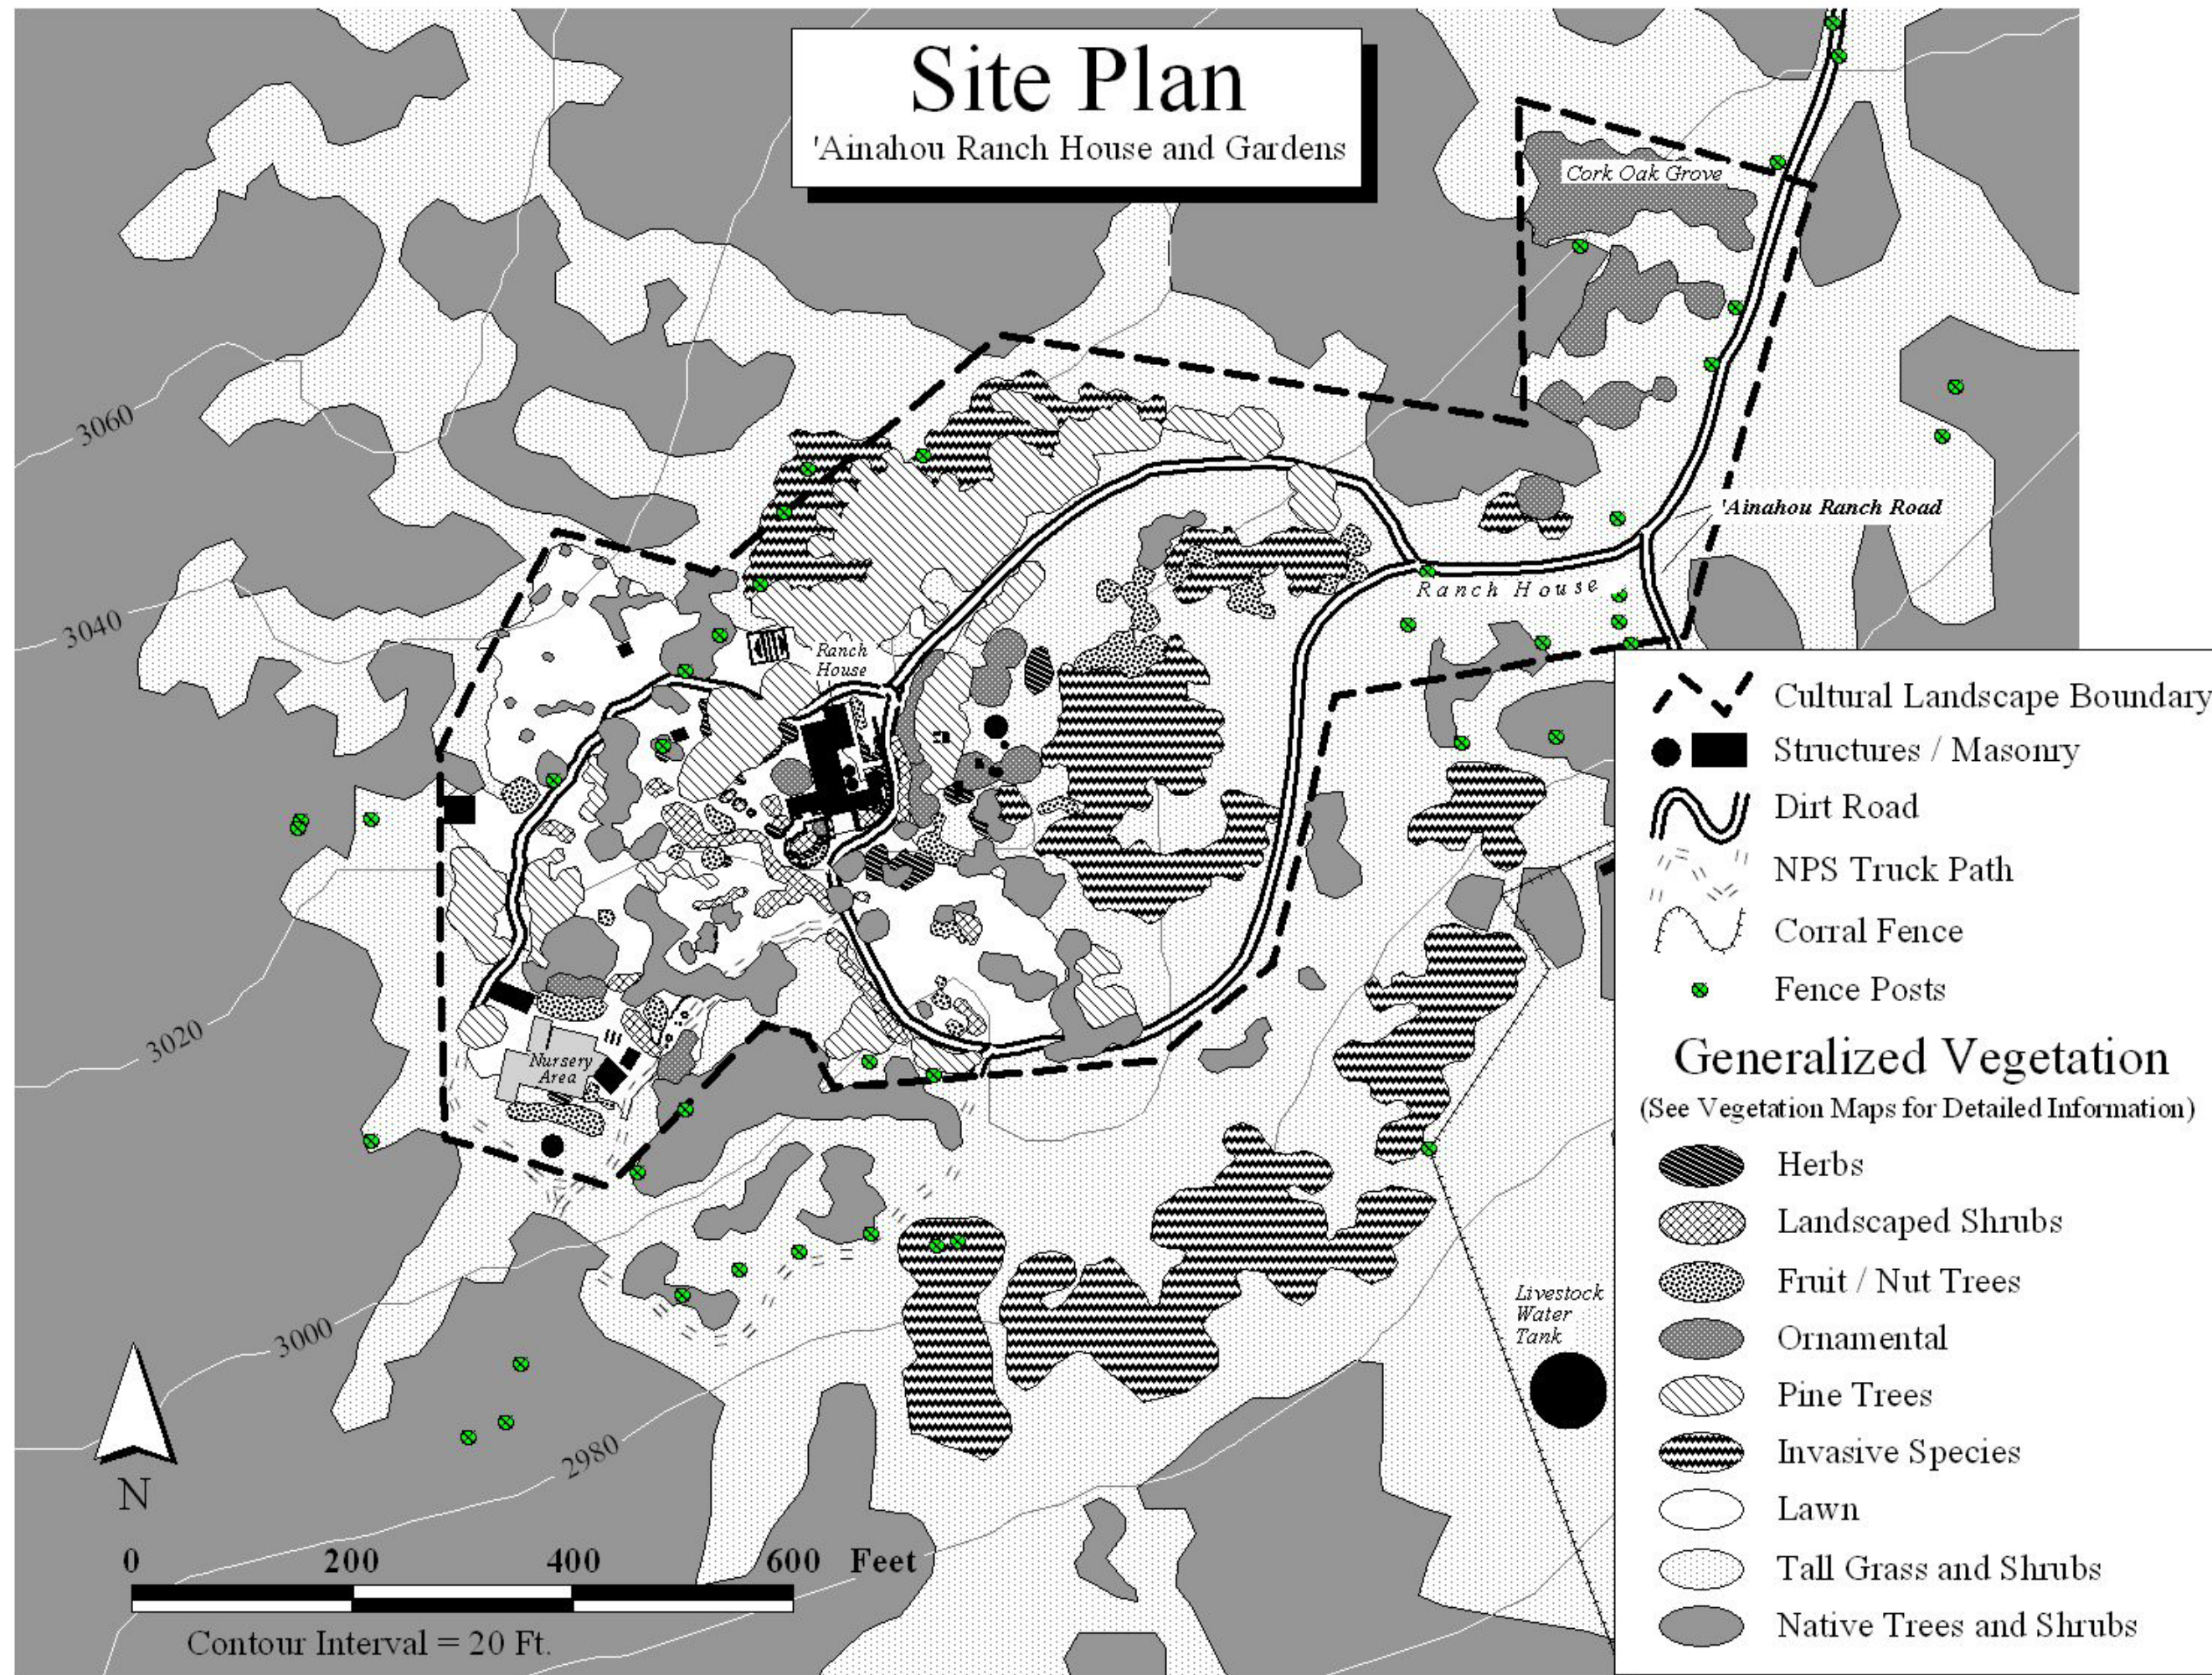 Site Plan
'Ainahou Ranch House and Gardens
Cork Oak Grove
3060
'Ainahou Ranch Road
Ranch House
3040
Ranch
House
Cultural Landscape Boundary
Structures / Masonry
Dirt Road
NPS Truck Path
Corral Fence
Fence Posts
3020
Nursery
Area
Generalized Vegetation
(See Vegetation Maps for Detailed Information)
Herbs
Landscaped Shrubs
Fruit / Nut Trees
Ornamental
Pine Trees
Invasive Species
Lawn
Tall Grass and Shrubs
Native Trees and Shrubs
Livestock
Water
Tank
3000
2980
N
0 200 400 600 Feet
Contour Interval = 20 Ft.